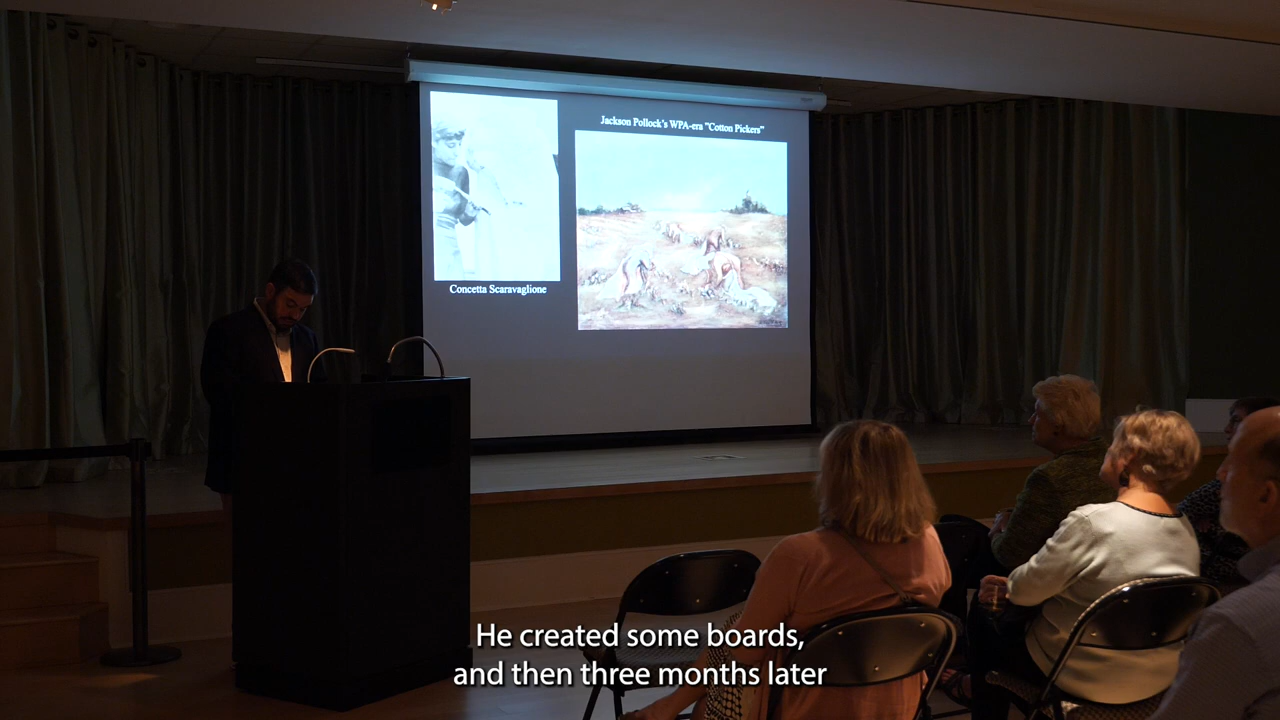 Jackson Pollock's WPA-era "Cotton Pickers"
Concetta Scaravaglione
He created some boards,
and then three months later